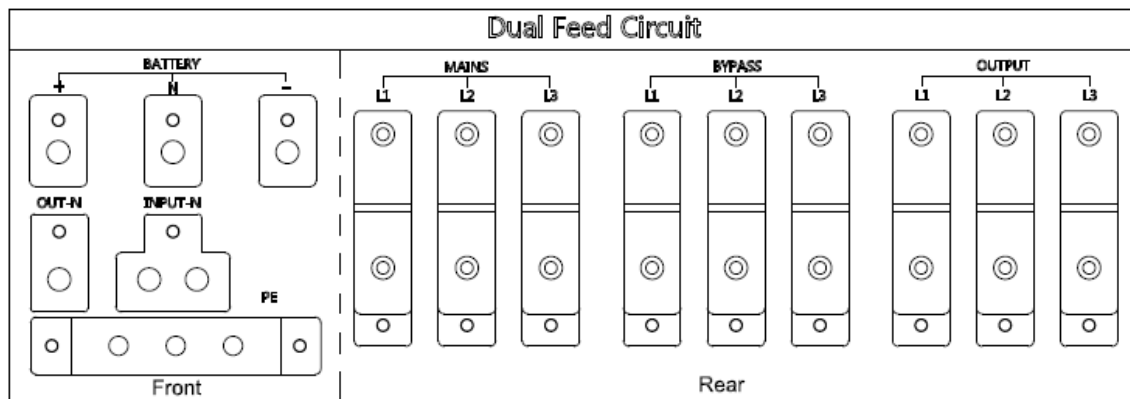 Dual Feed Circuit
BATTERY
+ N -
OUT-N INPUT-N
PE
Front
MAINS BYPASS OUTPUT
L1 L2 L3 L1 L2 L3 L1 L2 L3
Rear